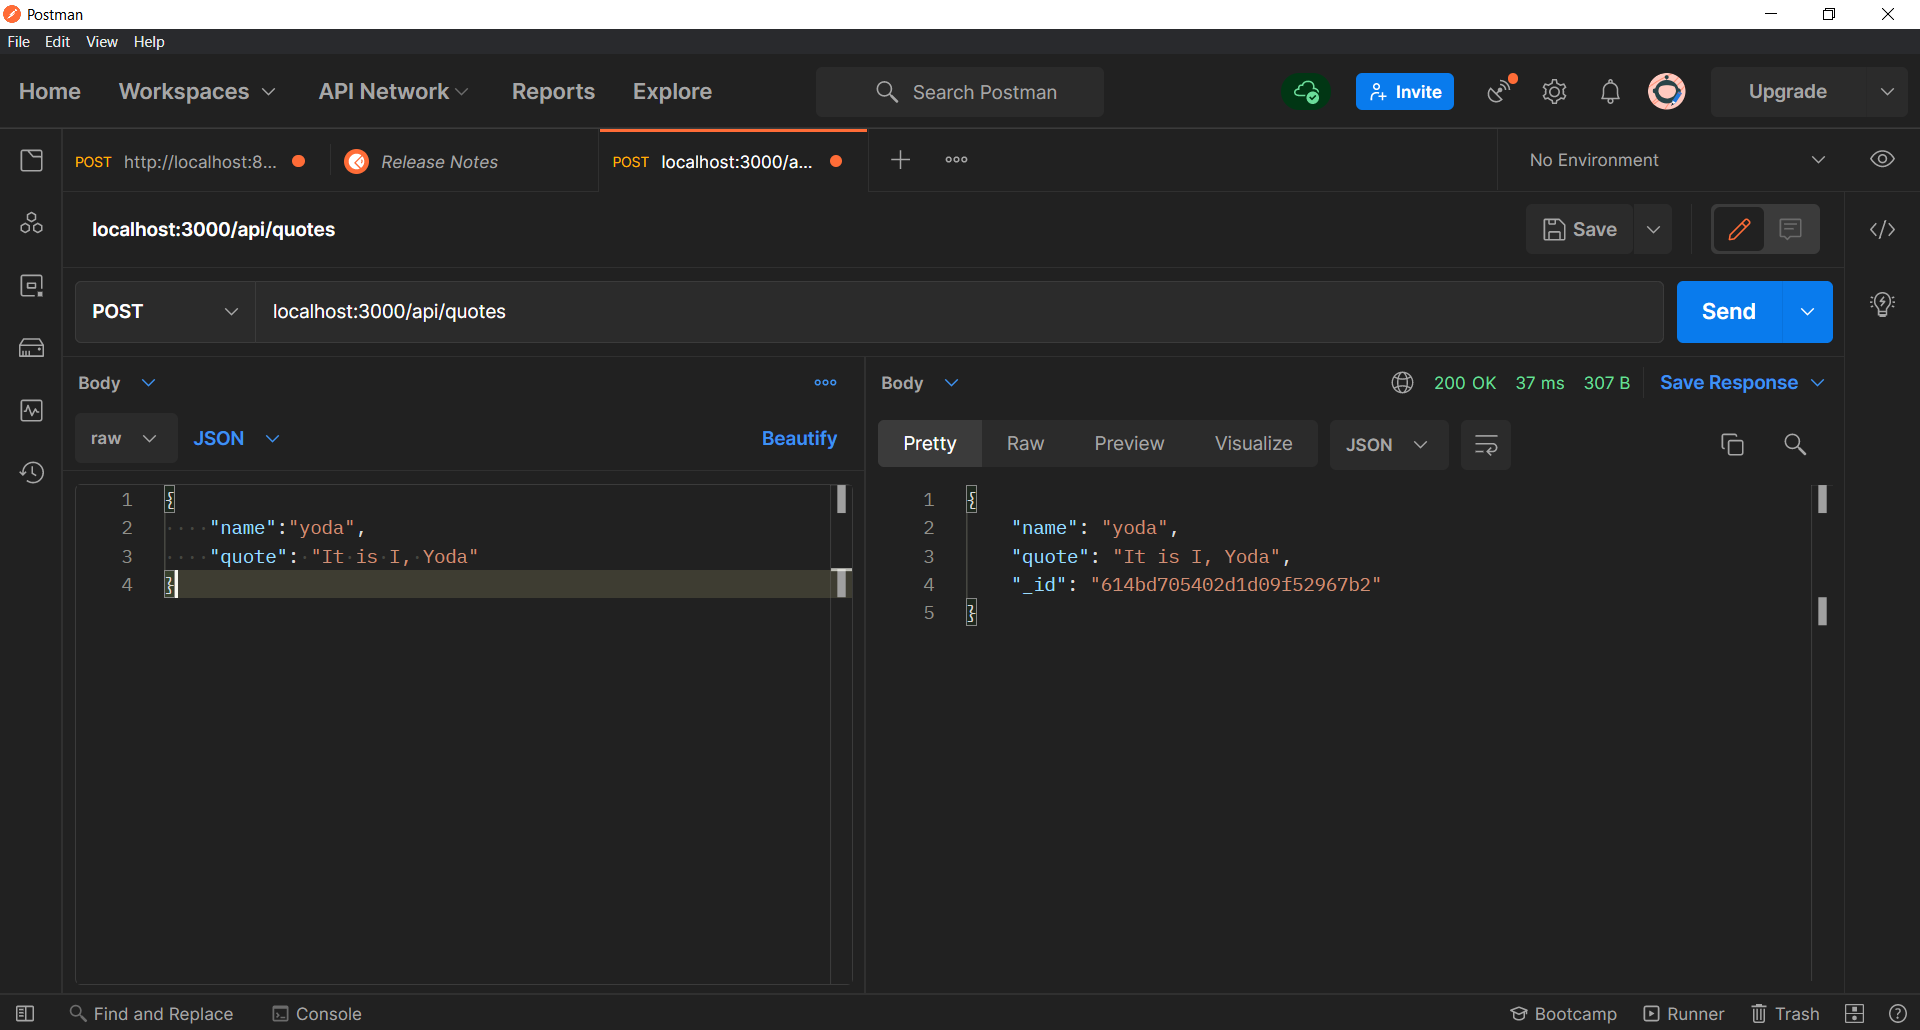 Postman
File Edit View Help
Home Workspaces API Network Reports Explore Search Postman Invite Upgrade
POST http://localhost:8... Release Notes POST localhost:3000/a... No Environment
localhost:3000/api/quotes Save
POST localhost:3000/api/quotes Send
Body Body 200 OK 37 ms 307 B Save Response
raw JSON Beautify Pretty Raw Preview Visualize JSON
1 { 1 {
2 ····"name":"yoda", 2 "name": "yoda",
3 ····"quote":·"It·is·I,·Yoda" 3 "quote": "It is I, Yoda",
4 } 4 "_id": "614bd705402d1d09f52967b2"
5 }
Find and Replace Console Bootcamp Runner Trash